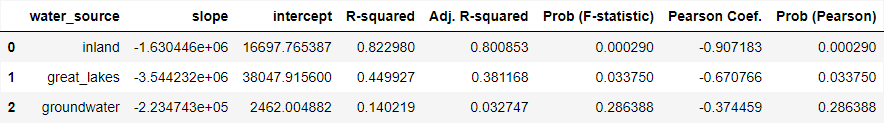 water_source slope intercept R-squared Adj. R-squared Prob (F-statistic) Pearson Coef. Prob (Pearson)
0 inland -1.630446e+06 16697.765387 0.822980 0.800853 0.000290 -0.907183 0.000290
1 great_lakes -3.544232e+06 38047.915600 0.449927 0.381168 0.033750 -0.670766 0.033750
2 groundwater -2.234743e+05 2462.004882 0.140219 0.032747 0.286388 -0.374459 0.286388